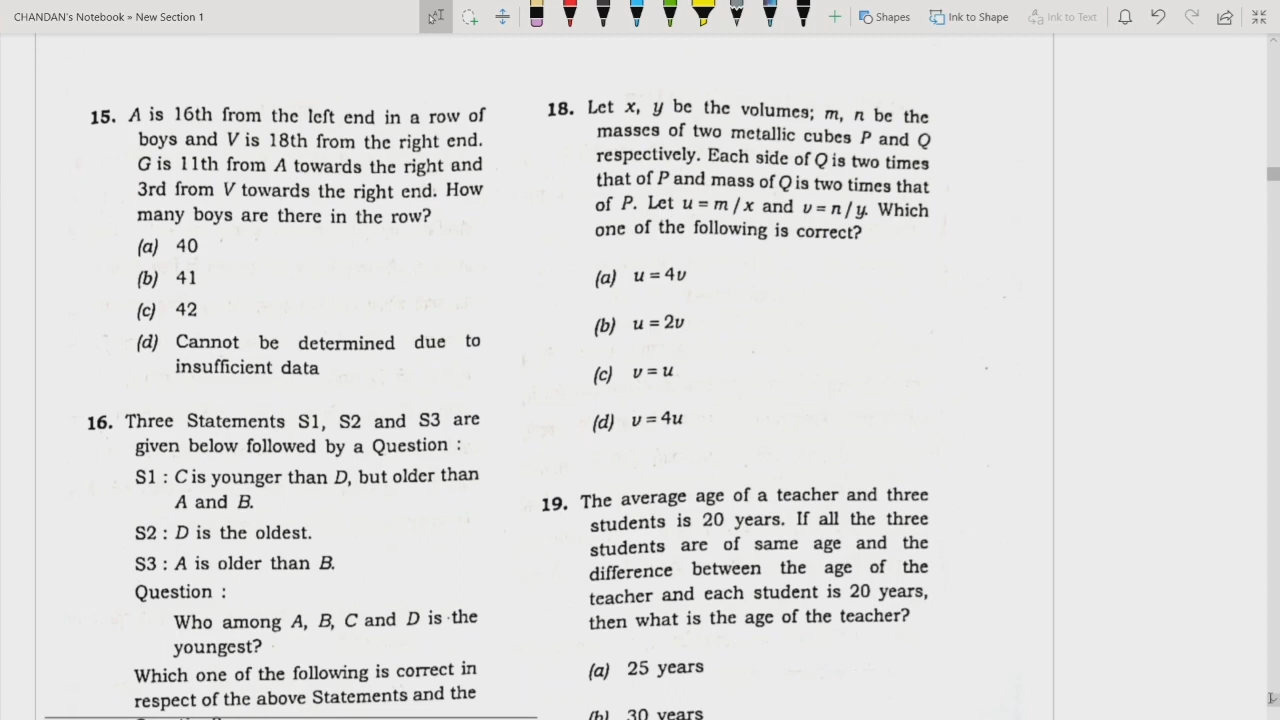 CHANDAN's Notebook » New Section 1
Shapes
Ink to Shape
Ink to Text
15. A is 16th from the left end in a row of
boys and V is 18th from the right end.
G is 11th from A towards the right and
3rd from V towards the right end. How
many boys are there in the row?
(a) 40
(b) 41
(c) 42
(d) Cannot be determined due to
insufficient data
16. Three Statements S1, S2 and S3 are
given below followed by a Question :
S1 : C is younger than D, but older than
A and B.
S2 : D is the oldest.
S3 : A is older than B.
Question :
Who among A, B, C and D is the
youngest?
Which one of the following is correct in
respect of the above Statements and the
18. Let x, y be the volumes; m, n be the
masses of two metallic cubes P and Q
respectively. Each side of Q is two times
that of P and mass of Q is two times that
of P. Let u = m / x and v = n / y. Which
one of the following is correct?
(a) u = 4v
(b) u = 2v
(c) v = u
(d) v = 4u
19. The average age of a teacher and three
students is 20 years. If all the three
students are of same age and the
difference between the age of the
teacher and each student is 20 years,
then what is the age of the teacher?
(a) 25 years
(b) 30 years